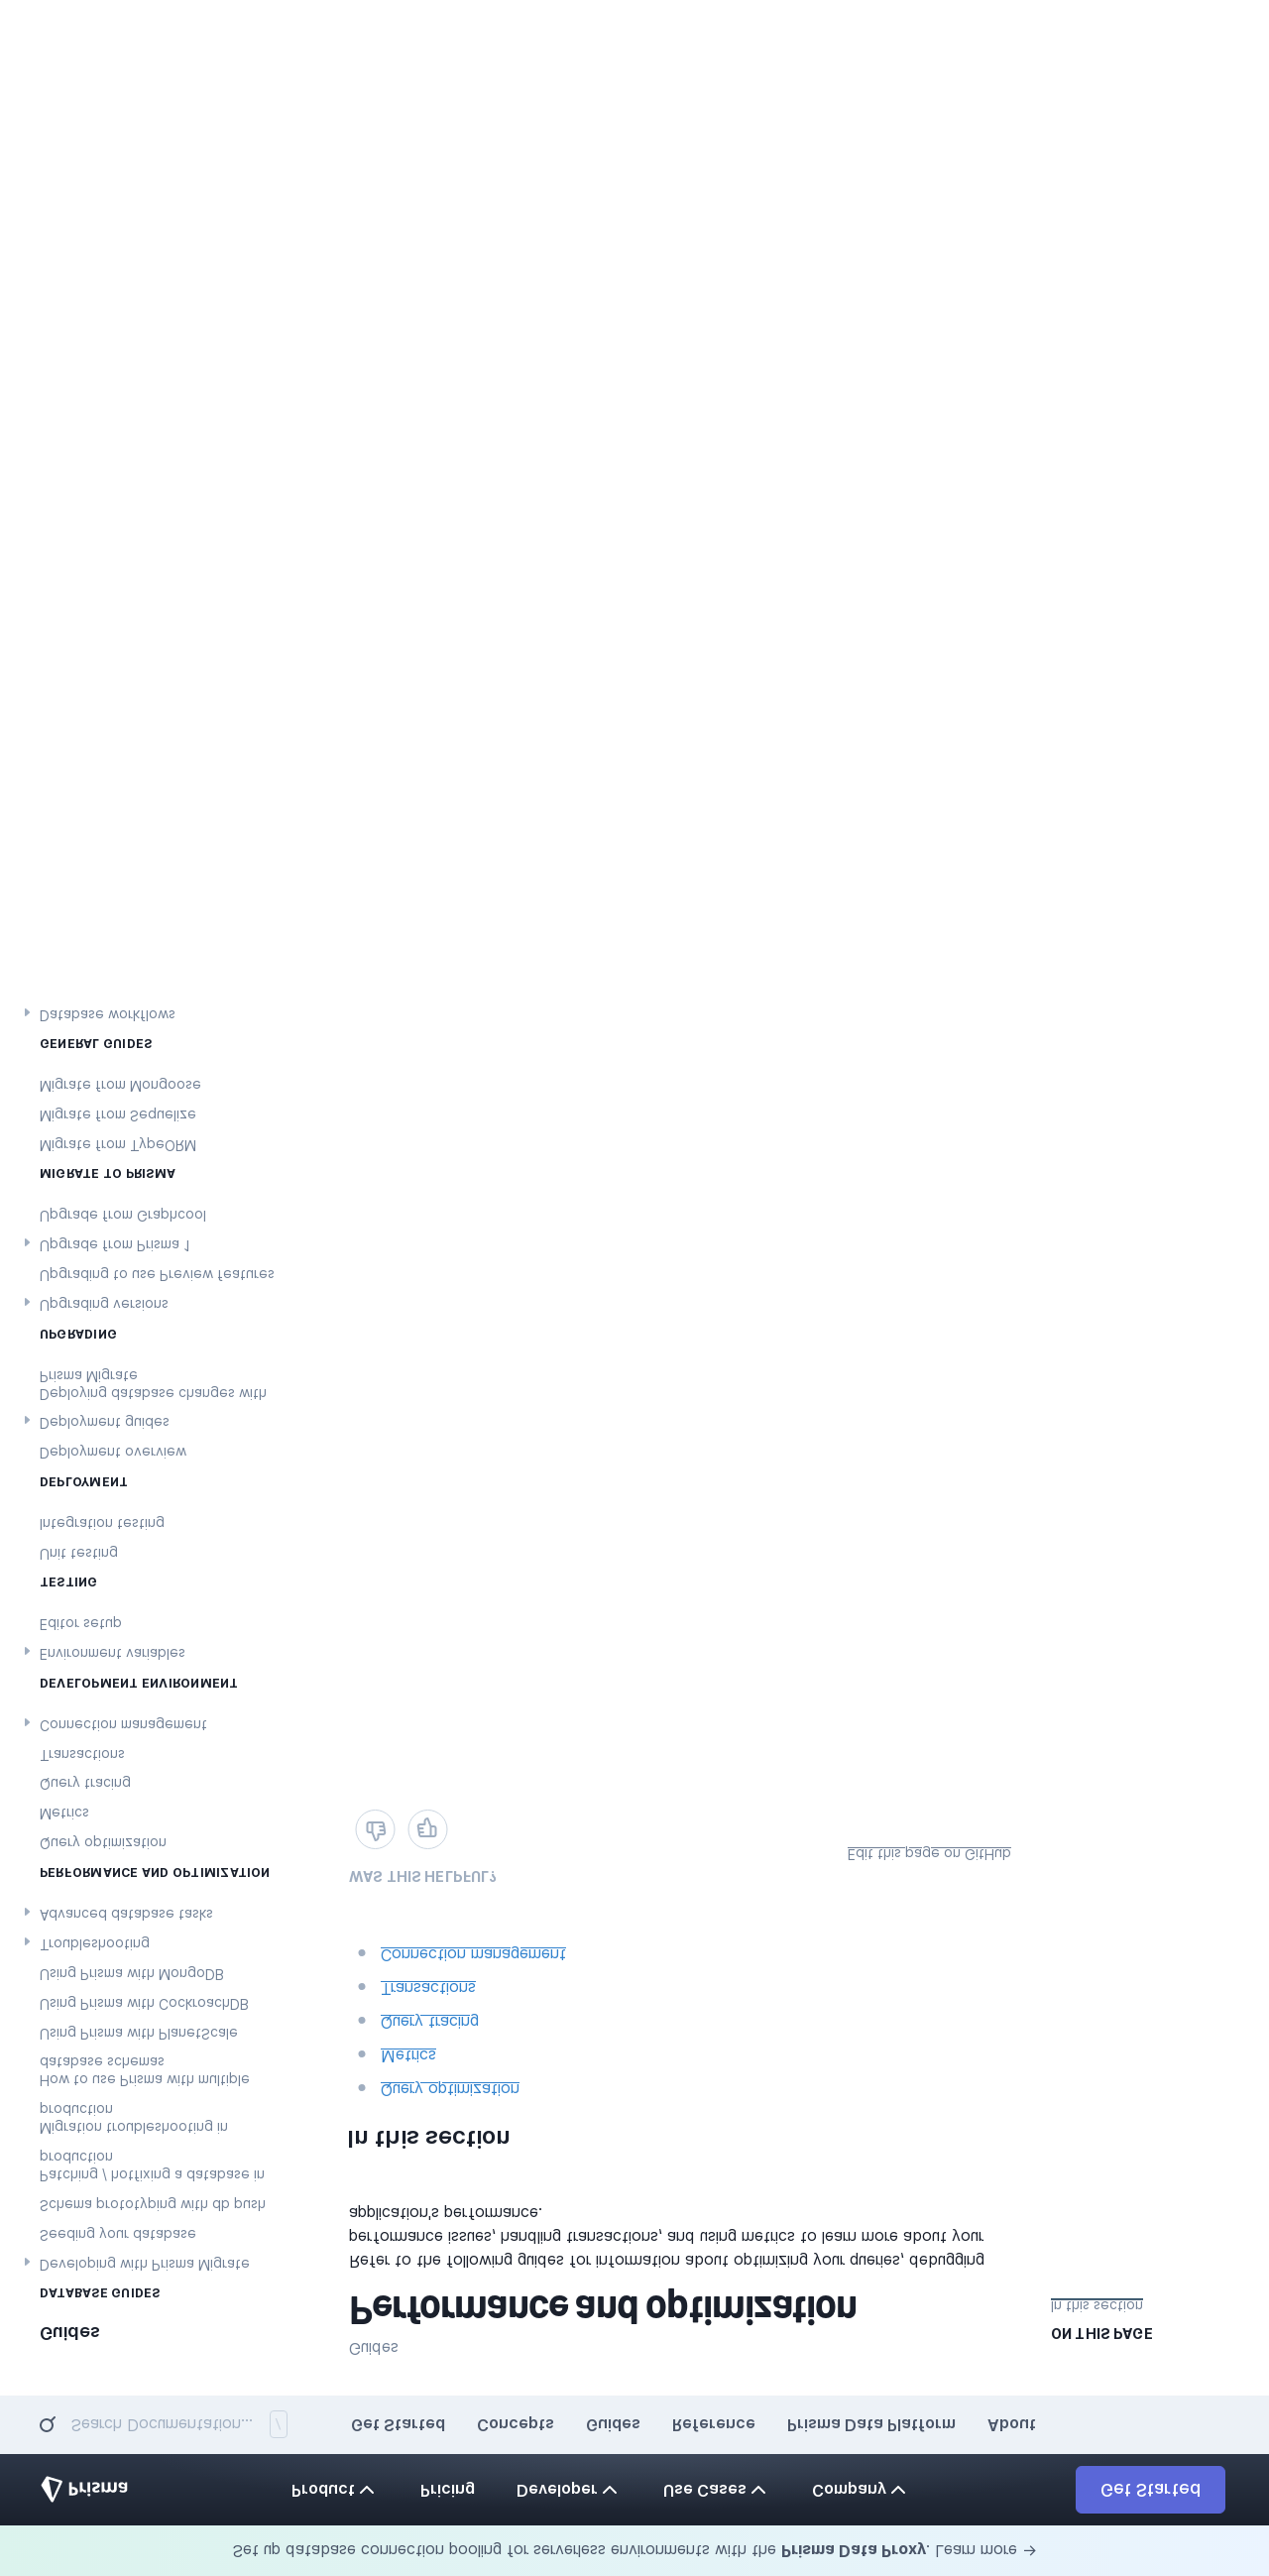 Set up database connection pooling for serverless environments with the Prisma Data Proxy. Learn more →
Prisma
Product
Pricing
Developer
Use Cases
Company
Get Started
Search Documentation... /
Get Started
Concepts
Guides
Reference
Prisma Data Platform
About
Guides
DATABASE GUIDES
Developing with Prisma Migrate
Seeding your database
Schema prototyping with db push
Patching / hotfixing a database in
production
Migration troubleshooting in
production
How to use Prisma with multiple
database schemas
Using Prisma with PlanetScale
Using Prisma with CockroachDB
Using Prisma with MongoDB
Troubleshooting
Advanced database tasks
PERFORMANCE AND OPTIMIZATION
Query optimization
Metrics
Query tracing
Transactions
Connection management
DEVELOPMENT ENVIRONMENT
Environment variables
Editor setup
TESTING
Unit testing
Integration testing
DEPLOYMENT
Deployment overview
Deployment guides
Deploying database changes with
Prisma Migrate
UPGRADING
Upgrading versions
Upgrading to use Preview features
Upgrade from Prisma 1
Upgrade from Graphcool
MIGRATE TO PRISMA
Migrate from TypeORM
Migrate from Sequelize
Migrate from Mongoose
GENERAL GUIDES
Database workflows
Guides
Performance and optimization
Refer to the following guides for information about optimizing your queries, debugging
performance issues, handling transactions, and using metrics to learn more about your
application's performance.
In this section
Query optimization
Metrics
Query tracing
Transactions
Connection management
WAS THIS HELPFUL?
Edit this page on GitHub
ON THIS PAGE
In this section